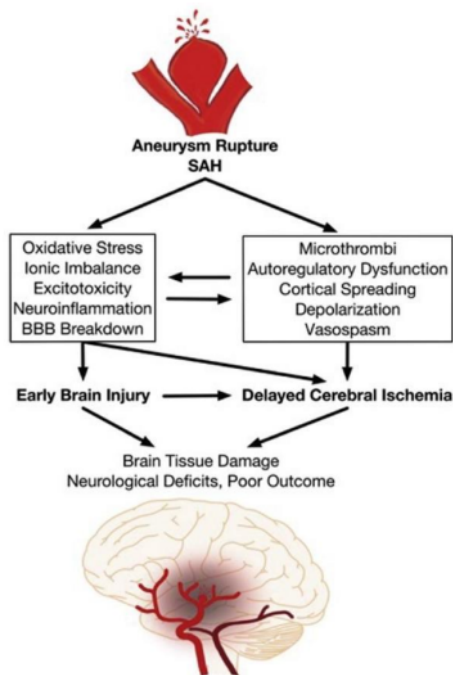 Aneurysm Rupture
SAH
Oxidative Stress
Ionic Imbalance
Excitotoxicity
Neuroinflammation
BBB Breakdown
Microthrombi
Autoregulatory Dysfunction
Cortical Spreading
Depolarization
Vasospasm
Early Brain Injury
Delayed Cerebral Ischemia
Brain Tissue Damage
Neurological Deficits, Poor Outcome